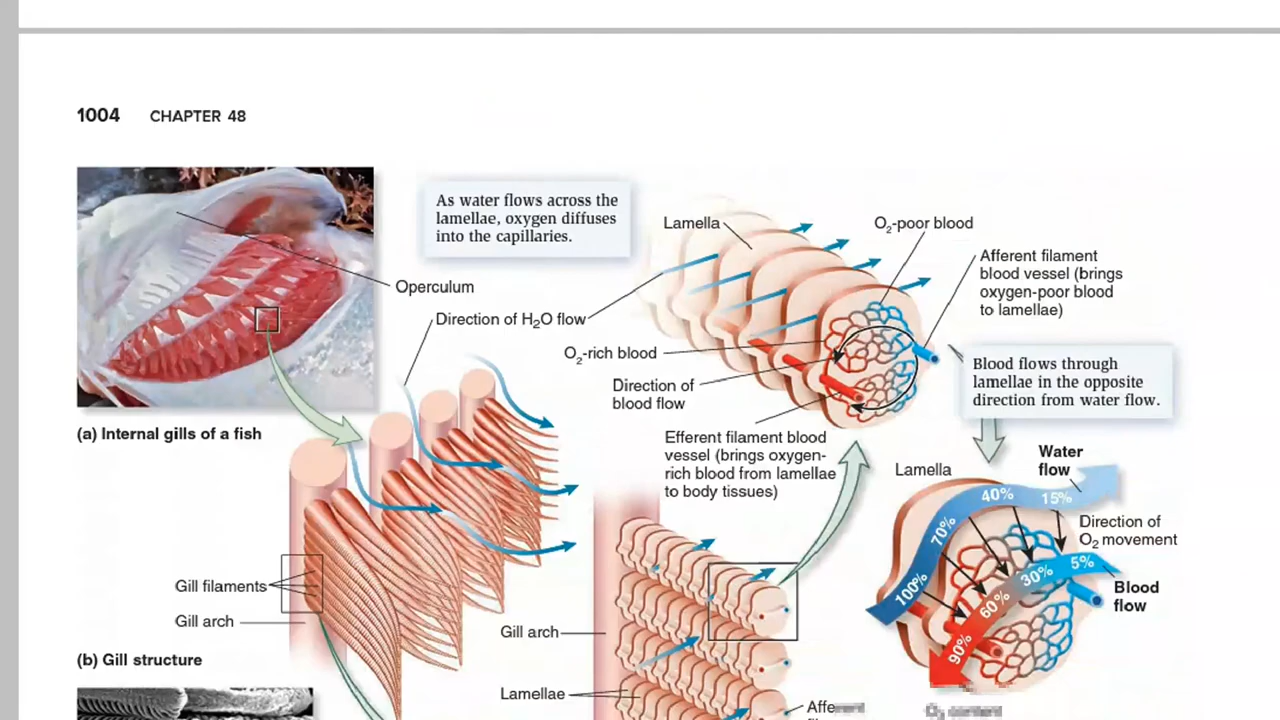 1004 CHAPTER 48
As water flows across the
lamellae, oxygen diffuses
into the capillaries.
Operculum
Direction of H₂O flow
(a) Internal gills of a fish
Lamella
O₂-poor blood
Afferent filament
blood vessel (brings
oxygen-poor blood
to lamellae)
O₂-rich blood
Direction of
blood flow
Efferent filament blood
vessel (brings oxygen-
rich blood from lamellae
to body tissues)
Blood flows through
lamellae in the opposite
direction from water flow.
Lamella
Water
flow
100%
70%
40%
15%
Direction of
O₂ movement
90%
60%
30%
5%
Blood
flow
Gill filaments
Gill arch
(b) Gill structure
Gill arch
Lamellae